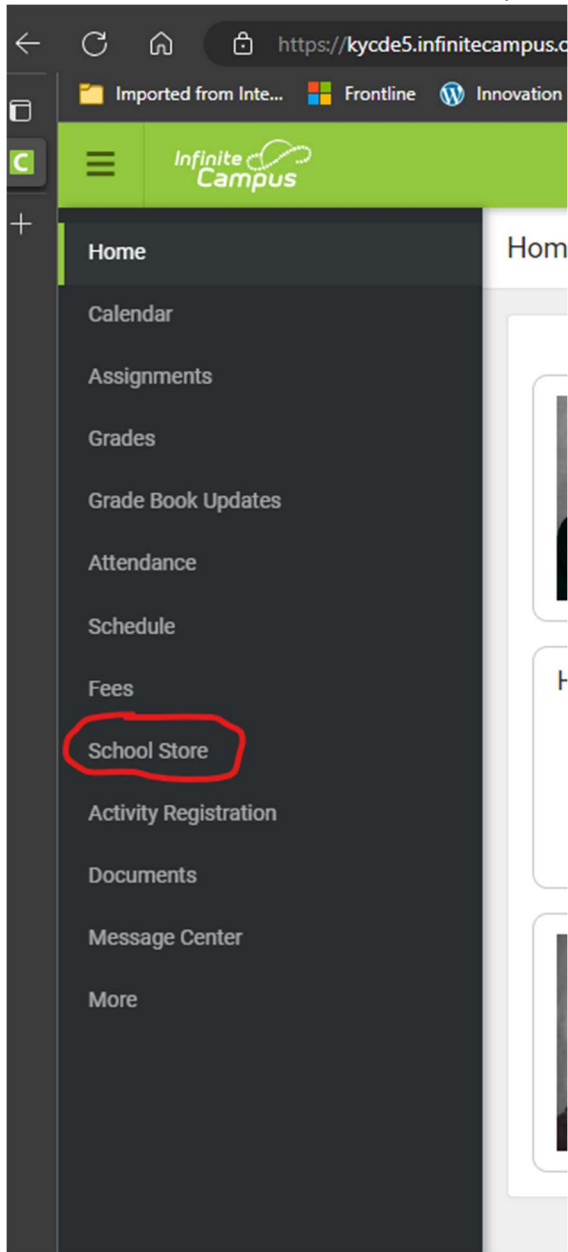 https://kycde5.infinitecampus.c
Imported from Inte... Frontline Innovation
Infinite
Campus
Home
Hom
Calendar
Assignments
Grades
Grade Book Updates
Attendance
Schedule
Fees
H
School Store
Activity Registration
Documents
Message Center
More